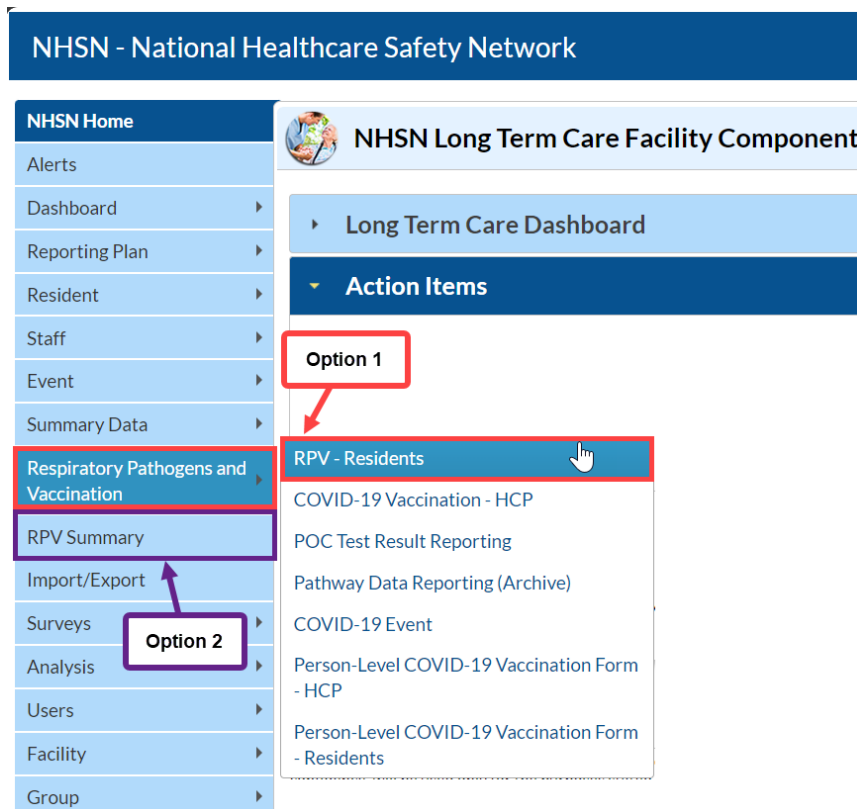 NHSN - National Healthcare Safety Network
NHSN Home
Alerts
Dashboard
Reporting Plan
Resident
Staff
Event
Summary Data
Respiratory Pathogens and
Vaccination
RPV Summary
Import/Export
Surveys
Analysis
Users
Facility
Group
NHSN Long Term Care Facility Component
Long Term Care Dashboard
Action Items
Option 1
RPV - Residents
COVID-19 Vaccination - HCP
POC Test Result Reporting
Pathway Data Reporting (Archive)
COVID-19 Event
Person-Level COVID-19 Vaccination Form
- HCP
Person-Level COVID-19 Vaccination Form
- Residents
Option 2